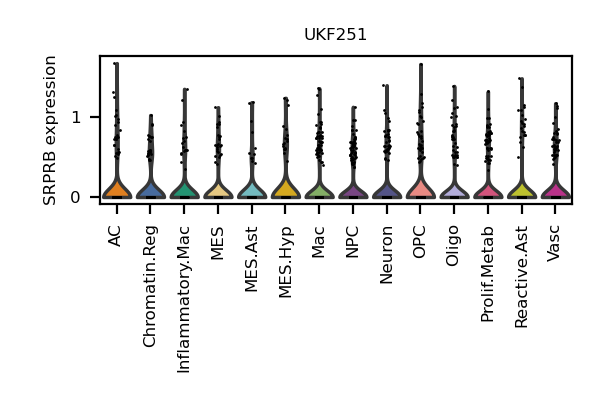 UKF251
SRPRB expression
1
0
AC
Chromatin.Reg
Inflammatory.Mac
MES
MES.Ast
MES.Hyp
Mac
NPC
Neuron
OPC
Oligo
Prolif.Metab
Reactive.Ast
Vasc